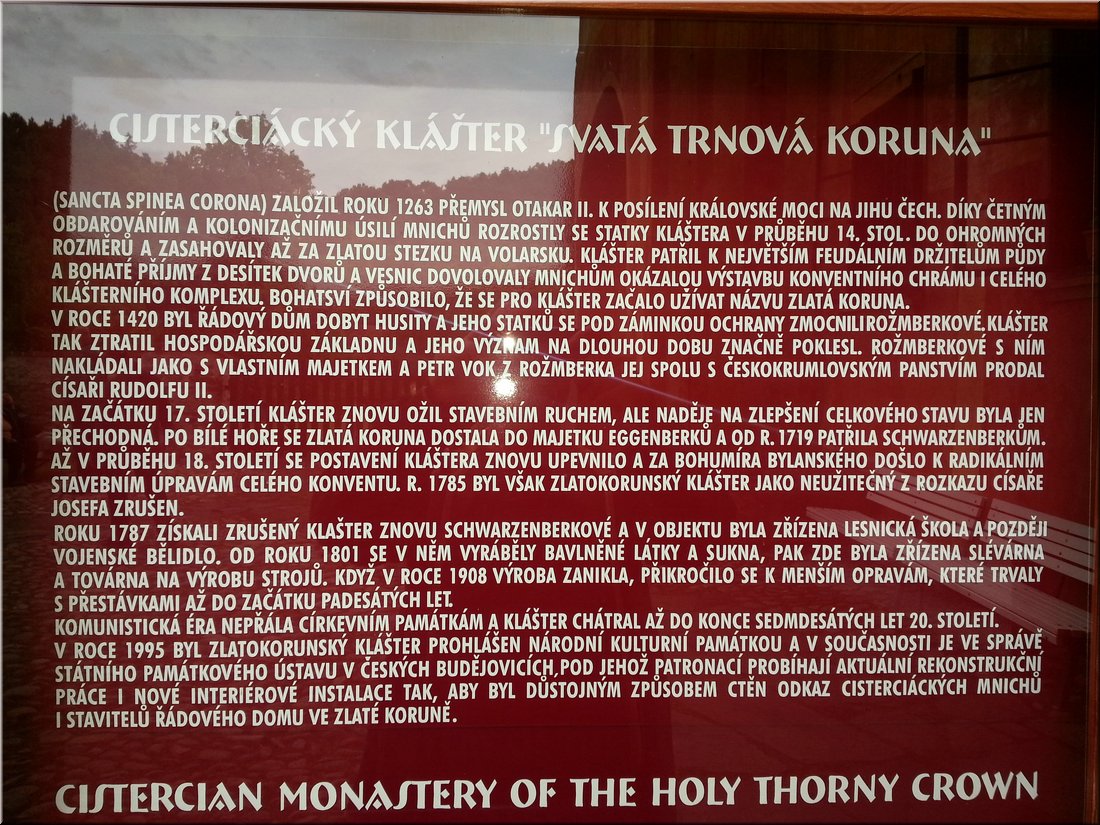 CISTERCIÁCKÝ KLÁŠTER "SVATÁ TRNOVÁ KORUNA"
(SANCTA SPINEA CORONA) ZALOŽIL ROKU 1263 PŘEMYSL OTAKAR II. K POSÍLENÍ KRÁLOVSKÉ MOCI NA JIHU ČECH. DÍKY ČETNÝM
OBDAROVÁNÍM A KOLONIZAČNÍMU ÚSILÍ MNICHŮ ROZROSTLY SE STATKY KLÁŠTERA V PRŮBĚHU 14. STOL. DO OHROMNÝCH
ROZMĚRŮ A ZASAHOVALY AŽ ZA ZLATOU STEZKU NA VOLARSKU. KLÁŠTER PATŘIL K NEJVĚTŠÍM FEUDÁLNÍM DRŽITELŮM PŮDY
A BOHATÉ PŘÍJMY Z DESÍTEK DVORŮ A VESNIC DOVOLOVALY MNICHŮM OKÁZALOU VÝSTAVBU KONVENTNÍHO CHRÁMU I CELÉHO
KLÁŠTERNÍHO KOMPLEXU. BOHATSVÍ ZPŮSOBILO, ŽE SE PRO KLÁŠTER ZAČALO UŽÍVAT NÁZVU ZLATÁ KORUNA.
V ROCE 1420 BYL ŘÁDOVÝ DŮM DOBYT HUSITY A JEHO STATKŮ SE POD ZÁMINKOU OCHRANY ZMOCNILI ROŽMBERKOVÉ. KLÁŠTER
TAK ZTRATIL HOSPODÁŘSKOU ZÁKLADNU A JEHO VÝZNAM NA DLOUHOU DOBU ZNAČNĚ POKLESL. ROŽMBERKOVÉ S NÍM
NAKLÁDALI JAKO S VLASTNÍM MAJETKEM A PETR VOK Z ROŽMBERKA JEJ SPOLU S ČESKOKRUMLOVSKÝM PANSTVÍM PRODAL
CÍSAŘI RUDOLFU II.
NA ZAČÁTKU 17. STOLETÍ KLÁŠTER ZNOVU OŽIL STAVEBNÍM RUCHEM, ALE NADĚJE NA ZLEPŠENÍ CELKOVÉHO STAVU BYLA JEN
PŘECHODNÁ. PO BÍLÉ HOŘE SE ZLATÁ KORUNA DOSTALA DO MAJETKU EGGENBERKŮ A OD R. 1719 PATŘILA SCHWARZENBERKŮM.
AŽ V PRŮBĚHU 18. STOLETÍ SE POSTAVENÍ KLÁŠTERA ZNOVU UPEVNILO A ZA BOHUMÍRA BYLANSKÉHO DOŠLO K RADIKÁLNÍM
STAVEBNÍM ÚPRAVÁM CELÉHO KONVENTU. R. 1785 BYL VŠAK ZLATOKORUNSKÝ KLÁŠTER JAKO NEUŽITEČNÝ Z ROZKAZU CÍSAŘE
JOSEFA ZRUŠEN.
ROKU 1787 ZÍSKALI ZRUŠENÝ KLAŠTER ZNOVU SCHWARZENBERKOVÉ A V OBJEKTU BYLA ZŘÍZENA LESNICKÁ ŠKOLA A POZDĚJI
VOJENSKÉ BĚLIDLO. OD ROKU 1801 SE V NĚM VYRÁBĚLY BAVLNĚNÉ LÁTKY A SUKNA, PAK ZDE BYLA ZŘÍZENA SLÉVÁRNA
A TOVÁRNA NA VÝROBU STROJŮ. KDYŽ V ROCE 1908 VÝROBA ZANIKLA, PŘIKROČILO SE K MENŠÍM OPRAVÁM, KTERÉ TRVALY
S PŘESTÁVKAMI AŽ DO ZAČÁTKU PADESÁTÝCH LET.
KOMUNISTICKÁ ÉRA NEPŘÁLA CÍRKEVNÍM PAMÁTKÁM A KLÁŠTER CHÁTRAL AŽ DO KONCE SEDMDESÁTÝCH LET 20. STOLETÍ.
V ROCE 1995 BYL ZLATOKORUNSKÝ KLÁŠTER PROHLÁŠEN NÁRODNÍ KULTURNÍ PAMÁTKOU A V SOUČASNOSTI JE VE SPRÁVĚ
STÁTNÍHO PAMÁTKOVÉHO ÚSTAVU V ČESKÝCH BUDĚJOVICÍCH, POD JEHOŽ PATRONACÍ PROBÍHAJÍ AKTUÁLNÍ REKONSTRUKČNÍ
PRÁCE I NOVÉ INTERIÉROVÉ INSTALACE TAK, ABY BYL DŮSTOJNÝM ZPŮSOBEM CTĚN ODKAZ CISTERCIÁCKÝCH MNICHŮ
I STAVITELŮ ŘÁDOVÉHO DOMU VE ZLATÉ KORUNĚ.
CISTERCIAN MONASTERY OF THE HOLY THORNY CROWN